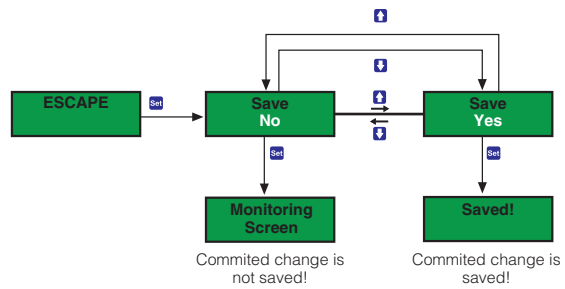 ESCAPE
Set
Save
No
Save
Yes
Set
Set
Monitoring
Screen
Saved!
Commited change is
not saved!
Commited change is
saved!